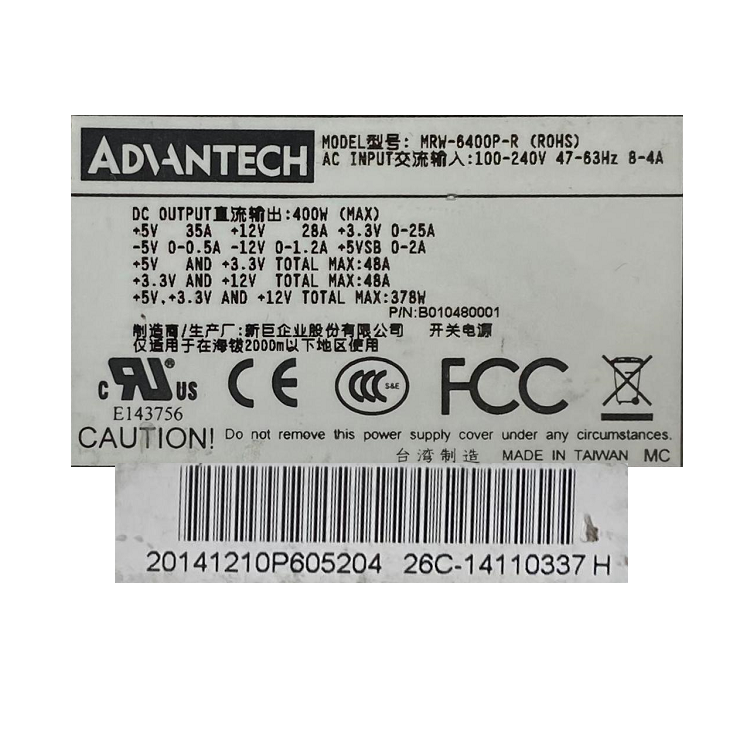 ADVANTECH
MODEL型号: MRW-6400P-R (ROHS)
AC INPUT交流输入:100-240V 47-63Hz 8-4A
DC OUTPUT直流输出:400W (MAX)
+5V 35A +12V 28A +3.3V 0-25A
-5V 0-0.5A -12V 0-1.2A +5VSB 0-2A
+5V AND +3.3V TOTAL MAX:48A
+3.3V AND +12V TOTAL MAX:48A
+5V,+3.3V AND +12V TOTAL MAX:378W
P/N:B010480001
制造商/生产厂:新巨企业股份有限公司 开关电源
仅适用于在海拔2000m以下地区使用
c RU® US CE CCC S&E FCC
E143756
CAUTION! Do not remove this power supply cover under any circumstances.
台湾制造 MADE IN TAIWAN MC
20141210P605204 26C-14110337 H